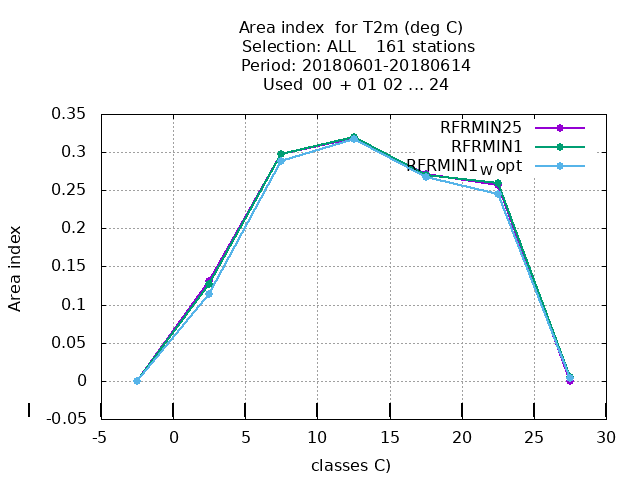 Area index  for T2m (deg C)
Selection: ALL    161 stations
Period: 20180601-20180614
Used  00 + 01 02 ... 24
0.35
0.3
0.25
0.2
0.15
0.1
0.05
0
-0.05
Area index
RFRMIN25
RFRMIN1
RFRMIN1w opt
-5
0
5
10
15
20
25
30
classes C)